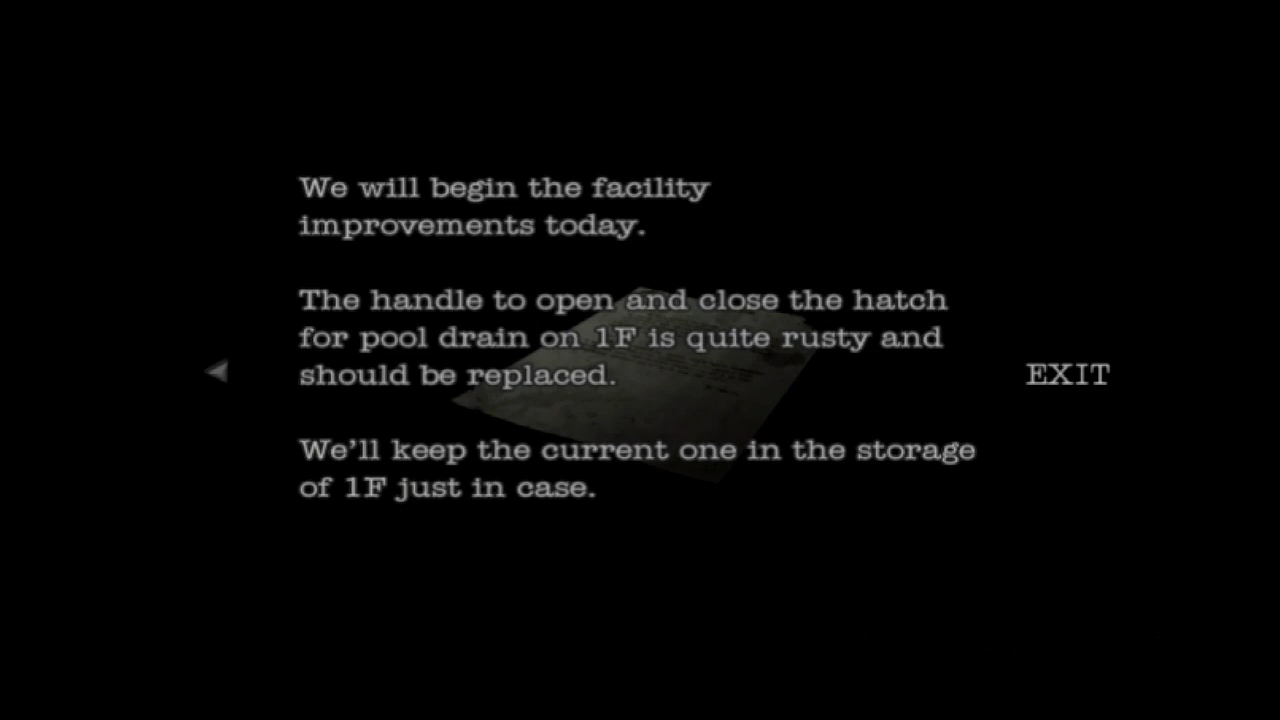 We will begin the facility
improvements today.
The handle to open and close the hatch
for pool drain on 1F is quite rusty and
should be replaced.
EXIT
We'll keep the current one in the storage
of 1F just in case.